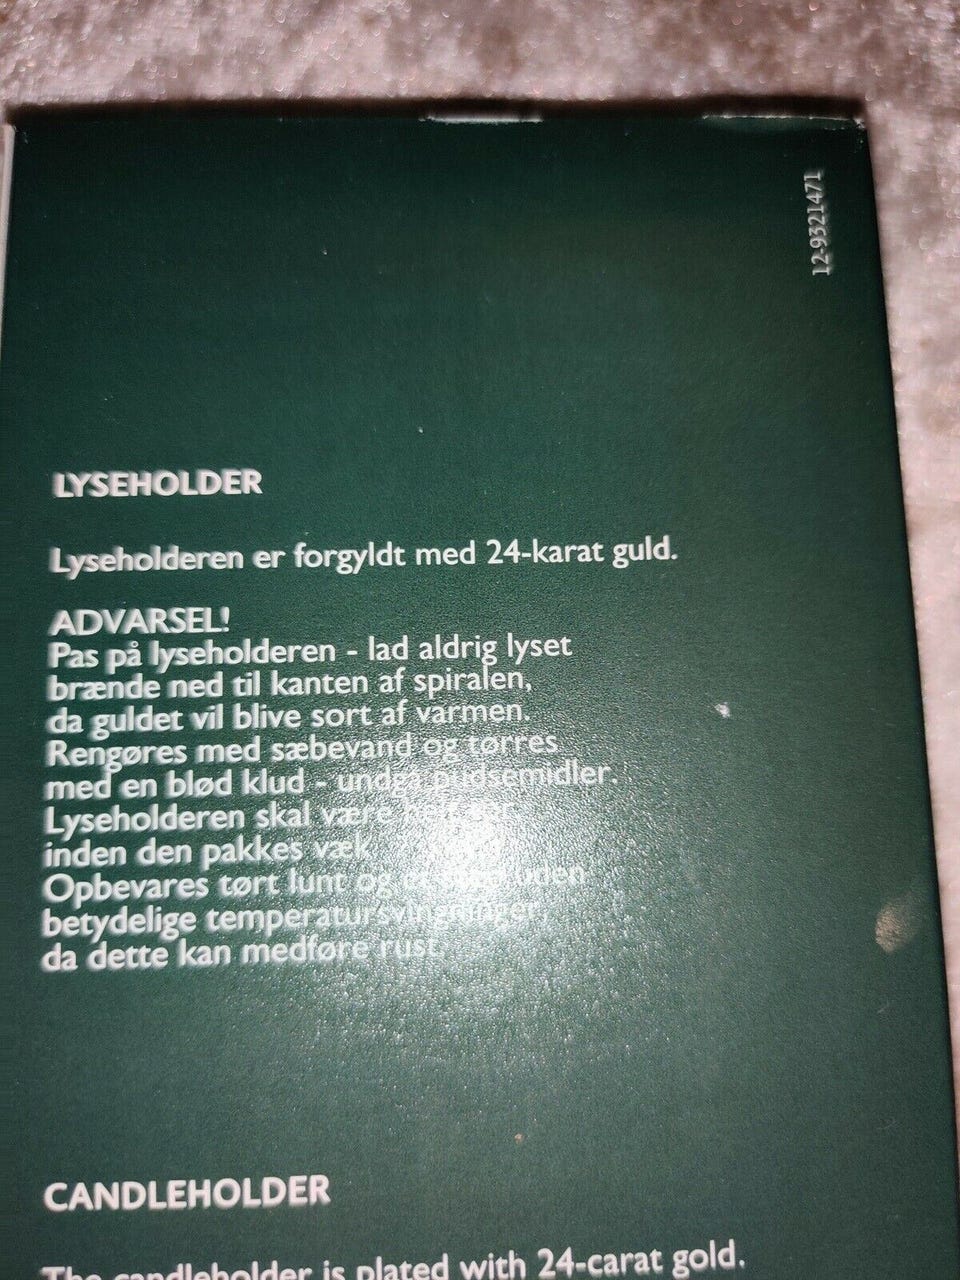 12-9321471
LYSEHOLDER
Lyseholderen er forgyldt med 24-karat guld.
ADVARSEL!
Pas på lyseholderen - lad aldrig lyset
brænde ned til kanten af spiralen,
da guldet vil blive sort af varmen.
Rengøres med sæbevand og tørres
med en blød klud - undgå pudsemidler.
Lyseholderen skal være
inden den pakkes væk
Opbevares tørt lunt og uden
betydelige temperatursvingninger,
da dette kan medføre rust.
CANDLEHOLDER
The candleholder is plated with 24-carat gold.